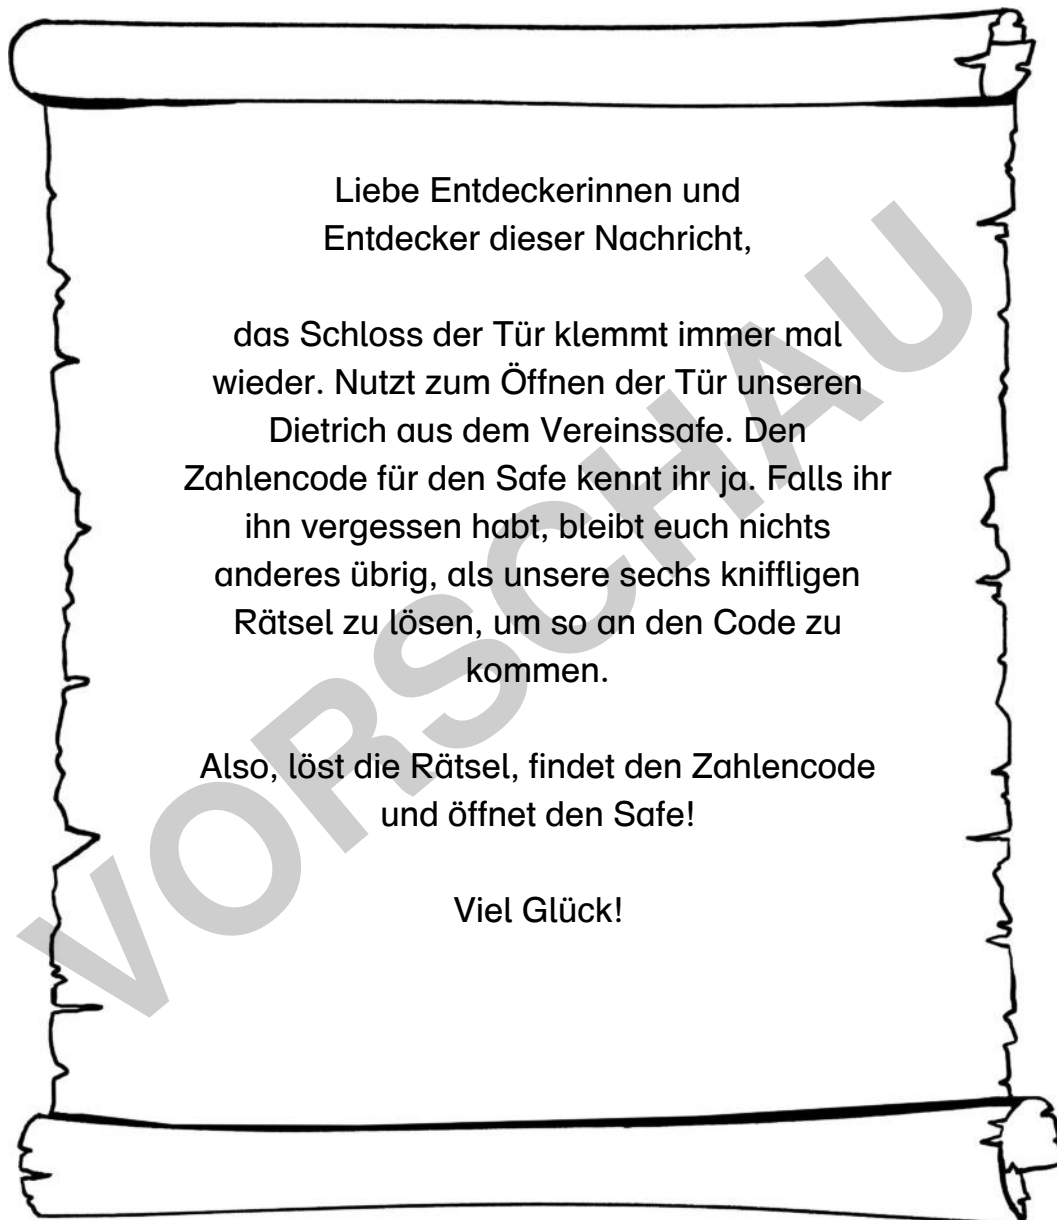 Liebe Entdeckerinnen und
Entdecker dieser Nachricht,
das Schloss der Tür klemmt immer mal
wieder. Nutzt zum Öffnen der Tür unseren
Dietrich aus dem Vereinssafe. Den
Zahlencode für den Safe kennt ihr ja. Falls ihr
ihn vergessen habt, bleibt euch nichts
anderes übrig, als unsere sechs kniffligen
Rätsel zu lösen, um so an den Code zu
kommen.
Also, löst die Rätsel, findet den Zahlencode
und öffnet den Safe!
Viel Glück!
VORSCHAU